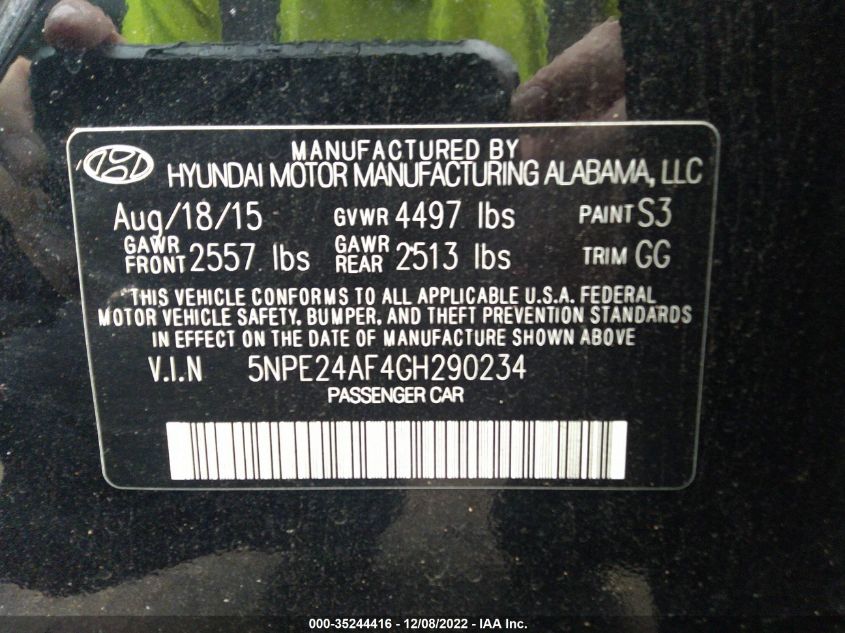 MANUFACTURED BY
HYUNDAI MOTOR MANUFACTURING ALABAMA, LLC
Aug/18/15 GVWR 4497 lbs PAINT S3
GAWR FRONT 2557 lbs GAWR REAR 2513 lbs TRIM GG
THIS VEHICLE CONFORMS TO ALL APPLICABLE U.S.A. FEDERAL
MOTOR VEHICLE SAFETY, BUMPER, AND THEFT PREVENTION STANDARDS
IN EFFECT ON THE DATE OF MANUFACTURE SHOWN ABOVE
V.I.N 5NPE24AF4GH290234
PASSENGER CAR
000-35244416 - 12/08/2022 - IAA Inc.